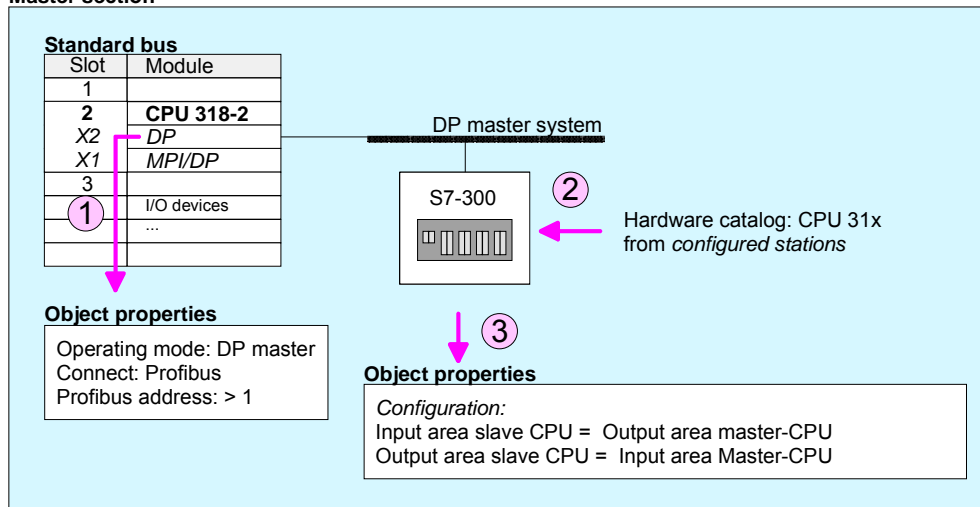 Master section
Standard bus
Slot Module
1
2 CPU 318-2
X2 DP
X1 MPI/DP
3
I/O devices
...
1
DP master system
S7-300
2
Hardware catalog: CPU 31x
from configured stations
3
Object properties
Operating mode: DP master
Connect: Profibus
Profibus address: > 1
Object properties
Configuration:
Input area slave CPU = Output area master-CPU
Output area slave CPU = Input area Master-CPU